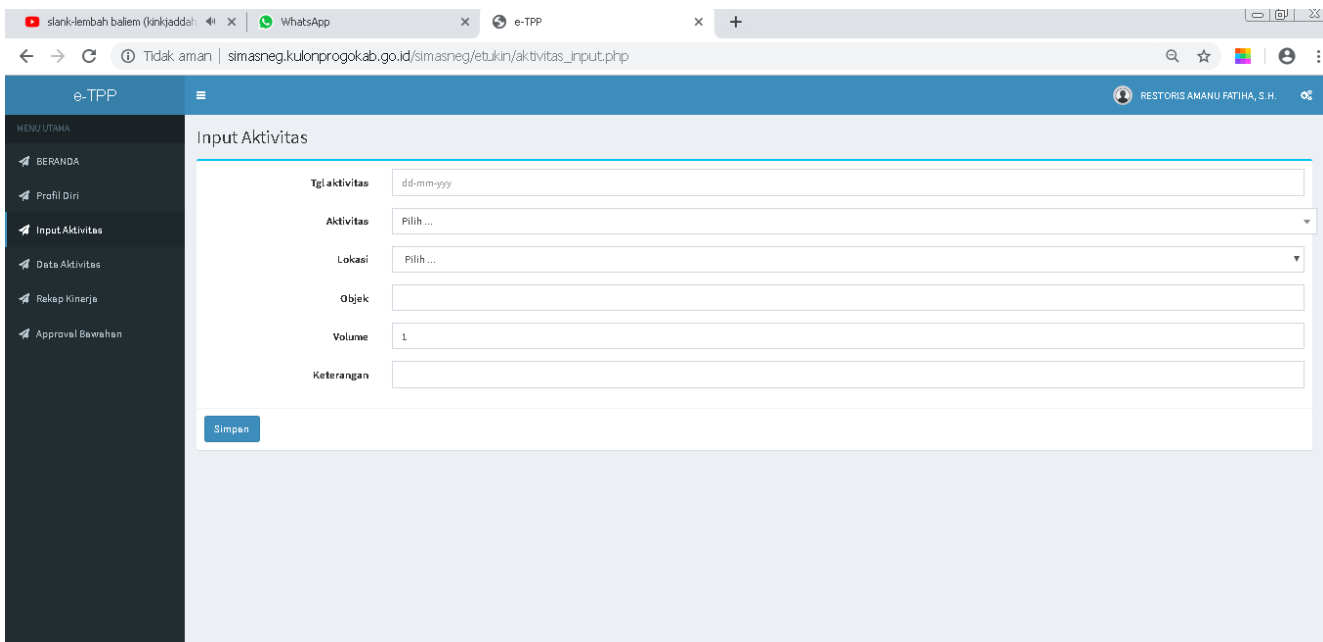 slank-lembah baliem (kinkjaddah
WhatsApp
e-TPP
Tidak aman | simasneg.kulonprogokab.go.id/simasneg/etukin/aktivitas_input.php
e-TPP
RESTORIS AMANU FATIHA, S.H.
MENU UTAMA
BERANDA
Profil Diri
Input Aktivitas
Data Aktivitas
Rekap Kinerja
Approval Bawahan
Input Aktivitas
Tgl aktivitas dd-mm-yyy
Aktivitas Pilih ...
Lokasi Pilih ...
Objek
Volume 1
Keterangan
Simpan